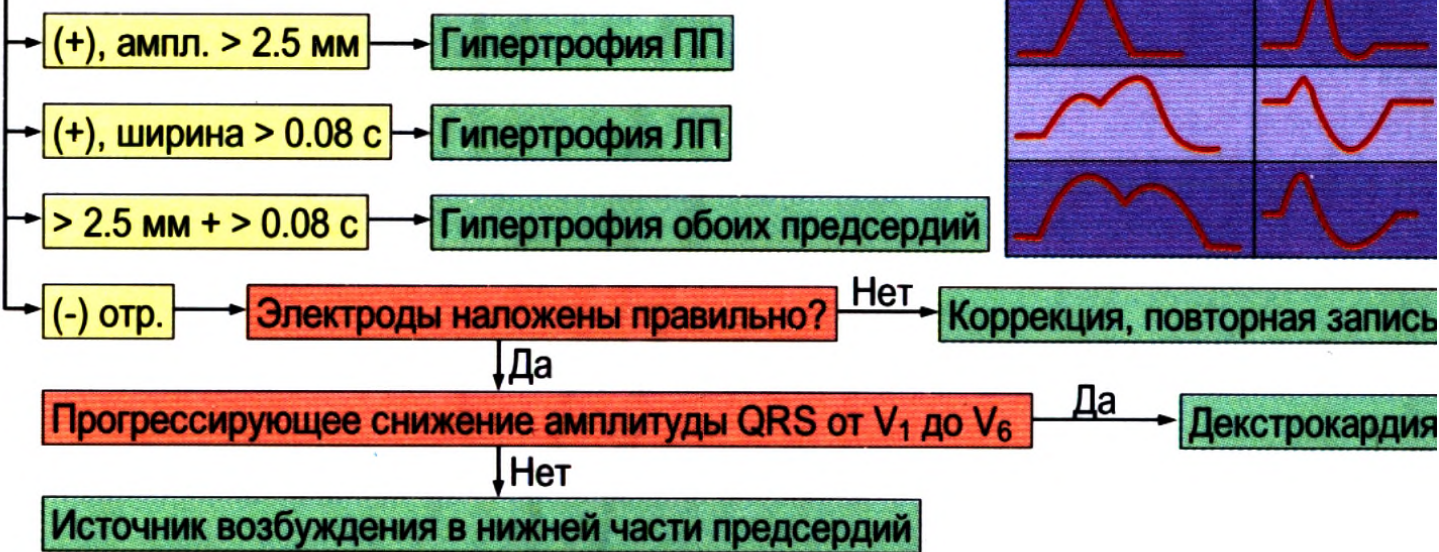 (+), ампл. > 2.5 мм
Гипертрофия ПП
(+), ширина > 0.08 с
Гипертрофия ЛП
> 2.5 мм + > 0.08 с
Гипертрофия обоих предсердий
(-) отр.
Электроды наложены правильно?
Нет
Коррекция, повторная запись
Да
Прогрессирующее снижение амплитуды QRS от V₁ до V₆
Да
Декстрокардия
Нет
Источник возбуждения в нижней части предсердий